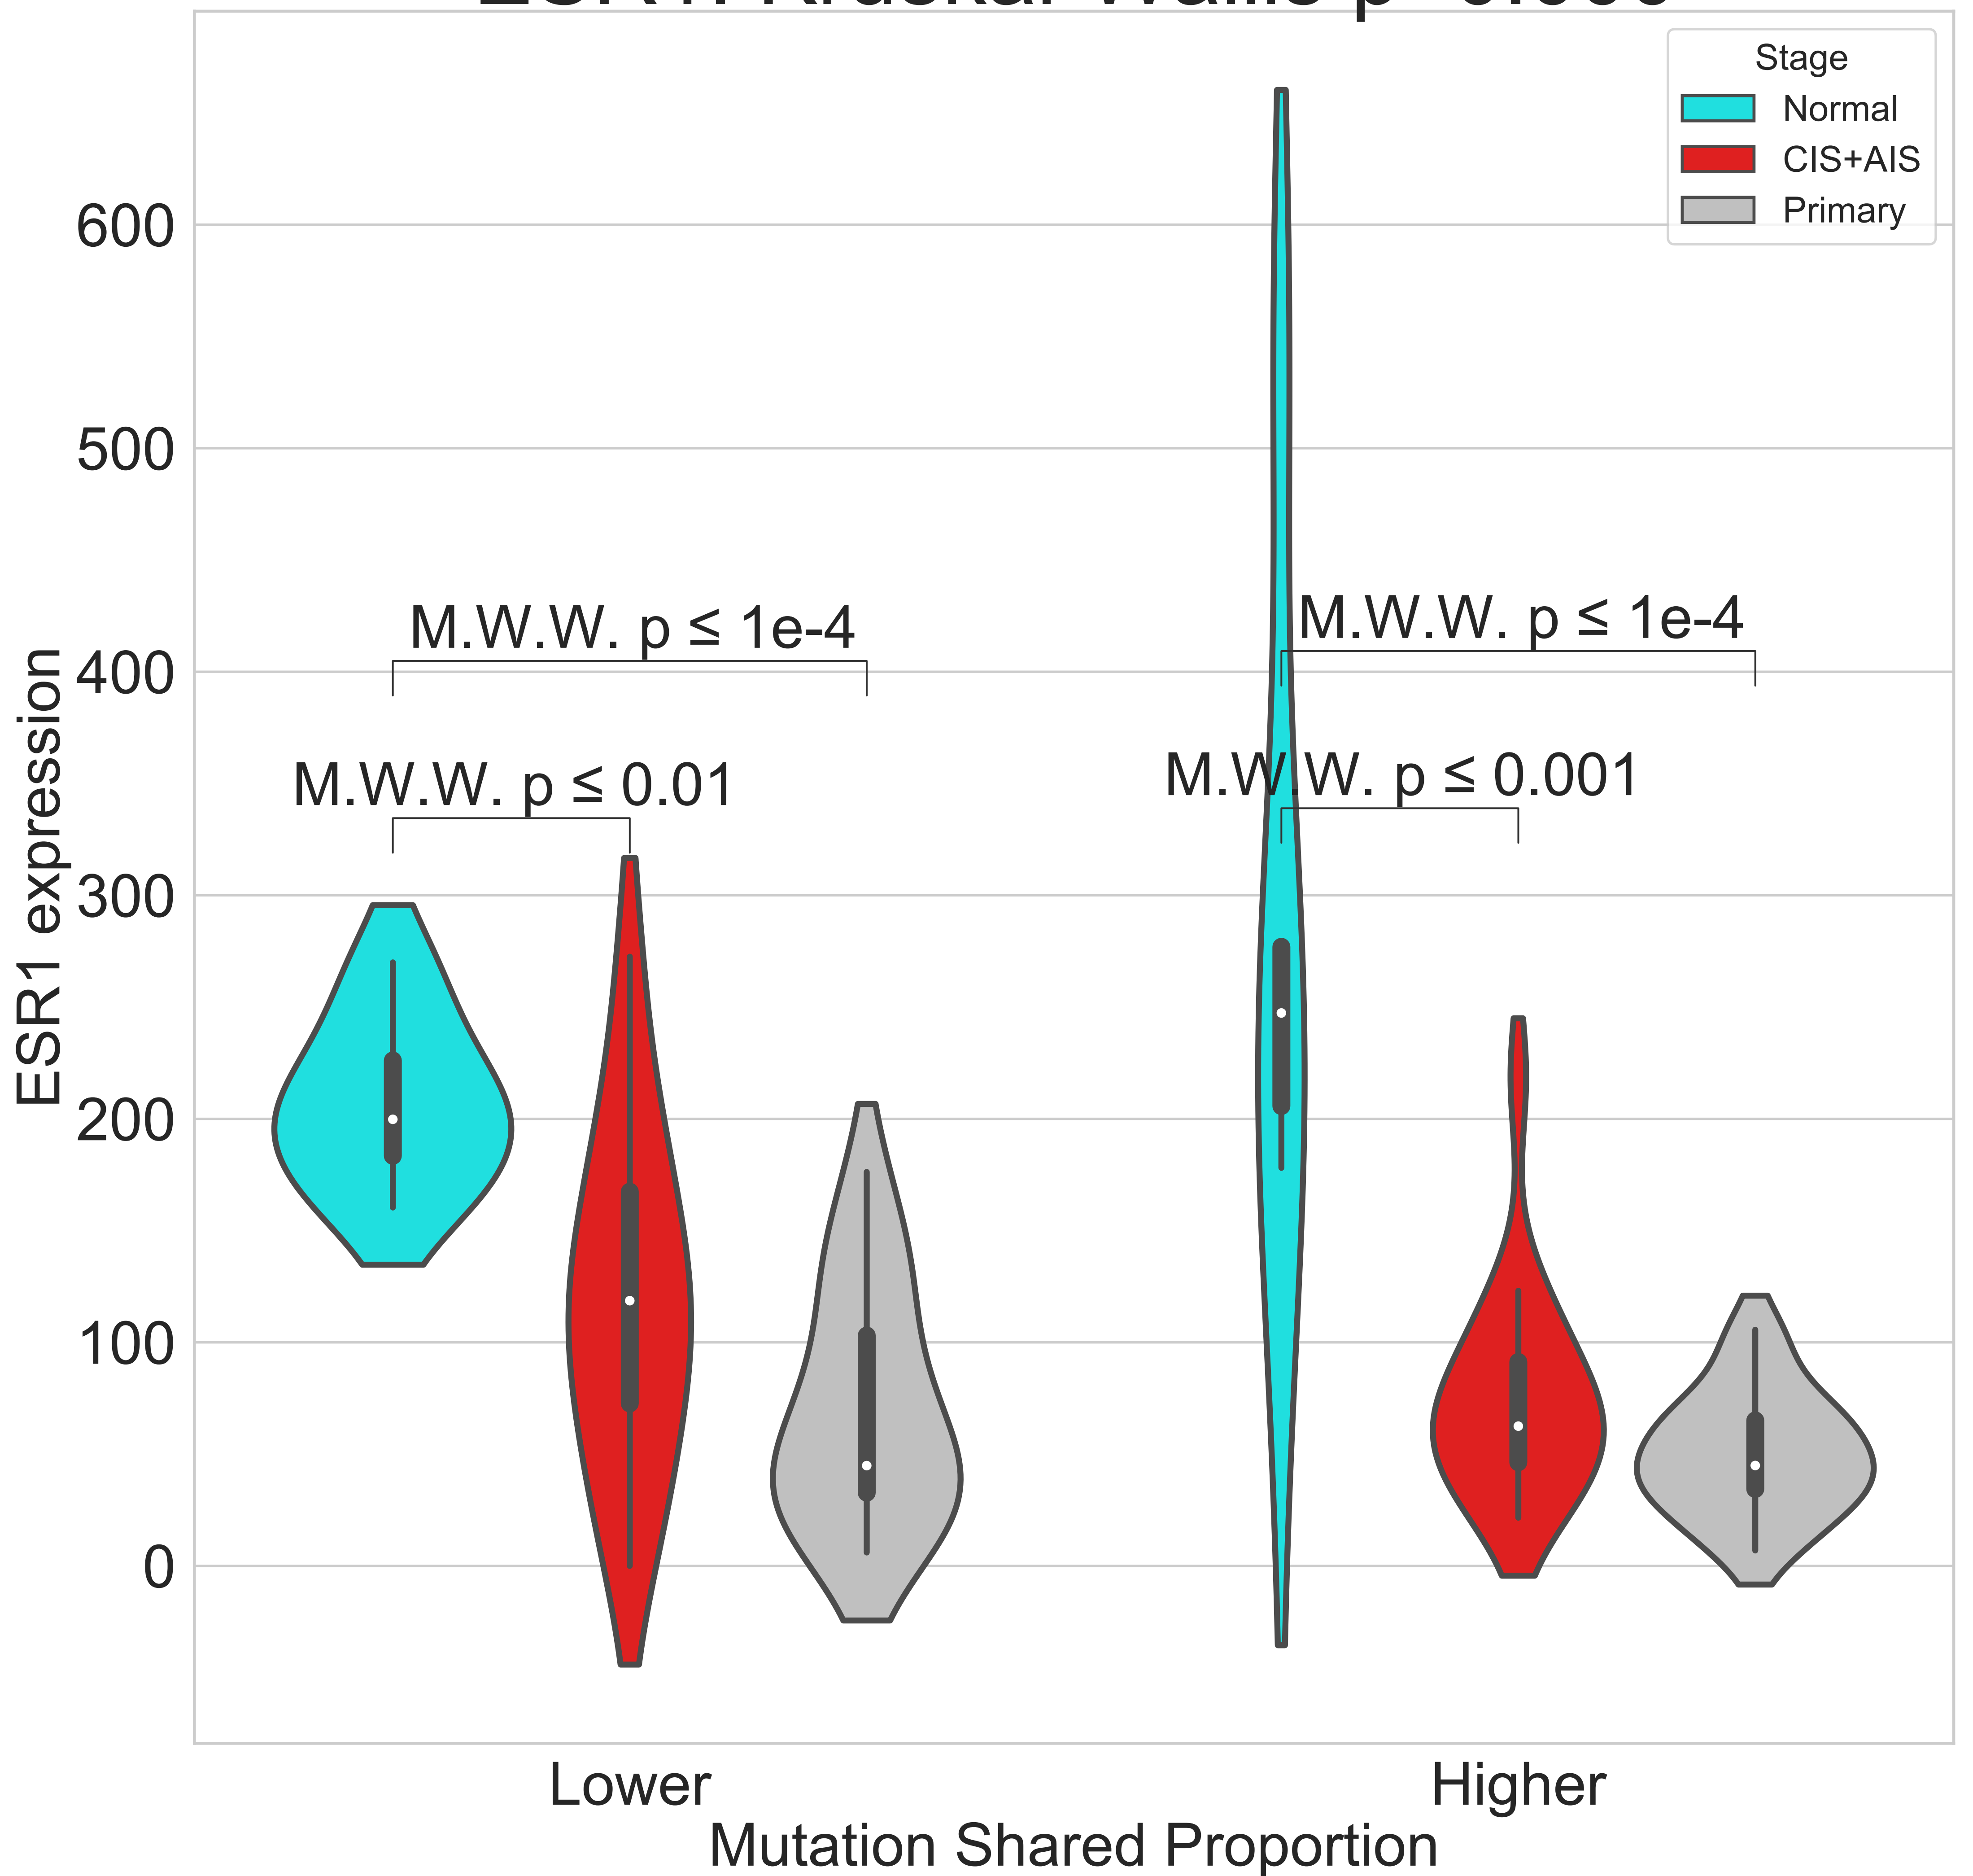 Stage
Normal
CIS+AIS
Primary
600
500
400
300
200
100
0
ESR1 expression
M.W.W. p ≤ 1e-4
M.W.W. p ≤ 1e-4
M.W.W. p ≤ 0.01
M.W.W. p ≤ 0.001
Lower
Higher
Mutation Shared Proportion